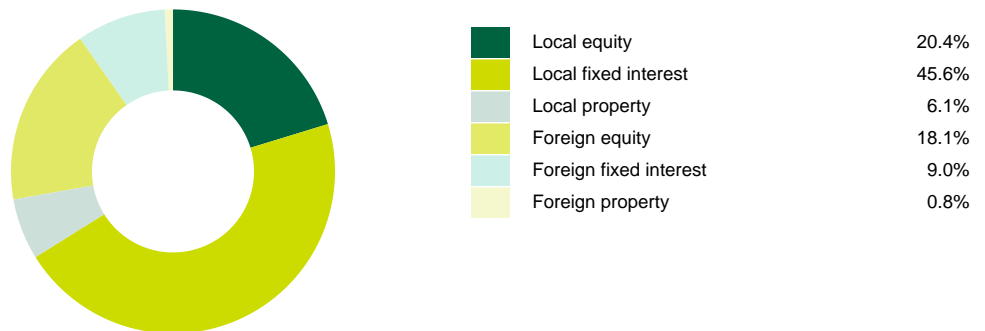 Local equity 20.4%
Local fixed interest 45.6%
Local property 6.1%
Foreign equity 18.1%
Foreign fixed interest 9.0%
Foreign property 0.8%